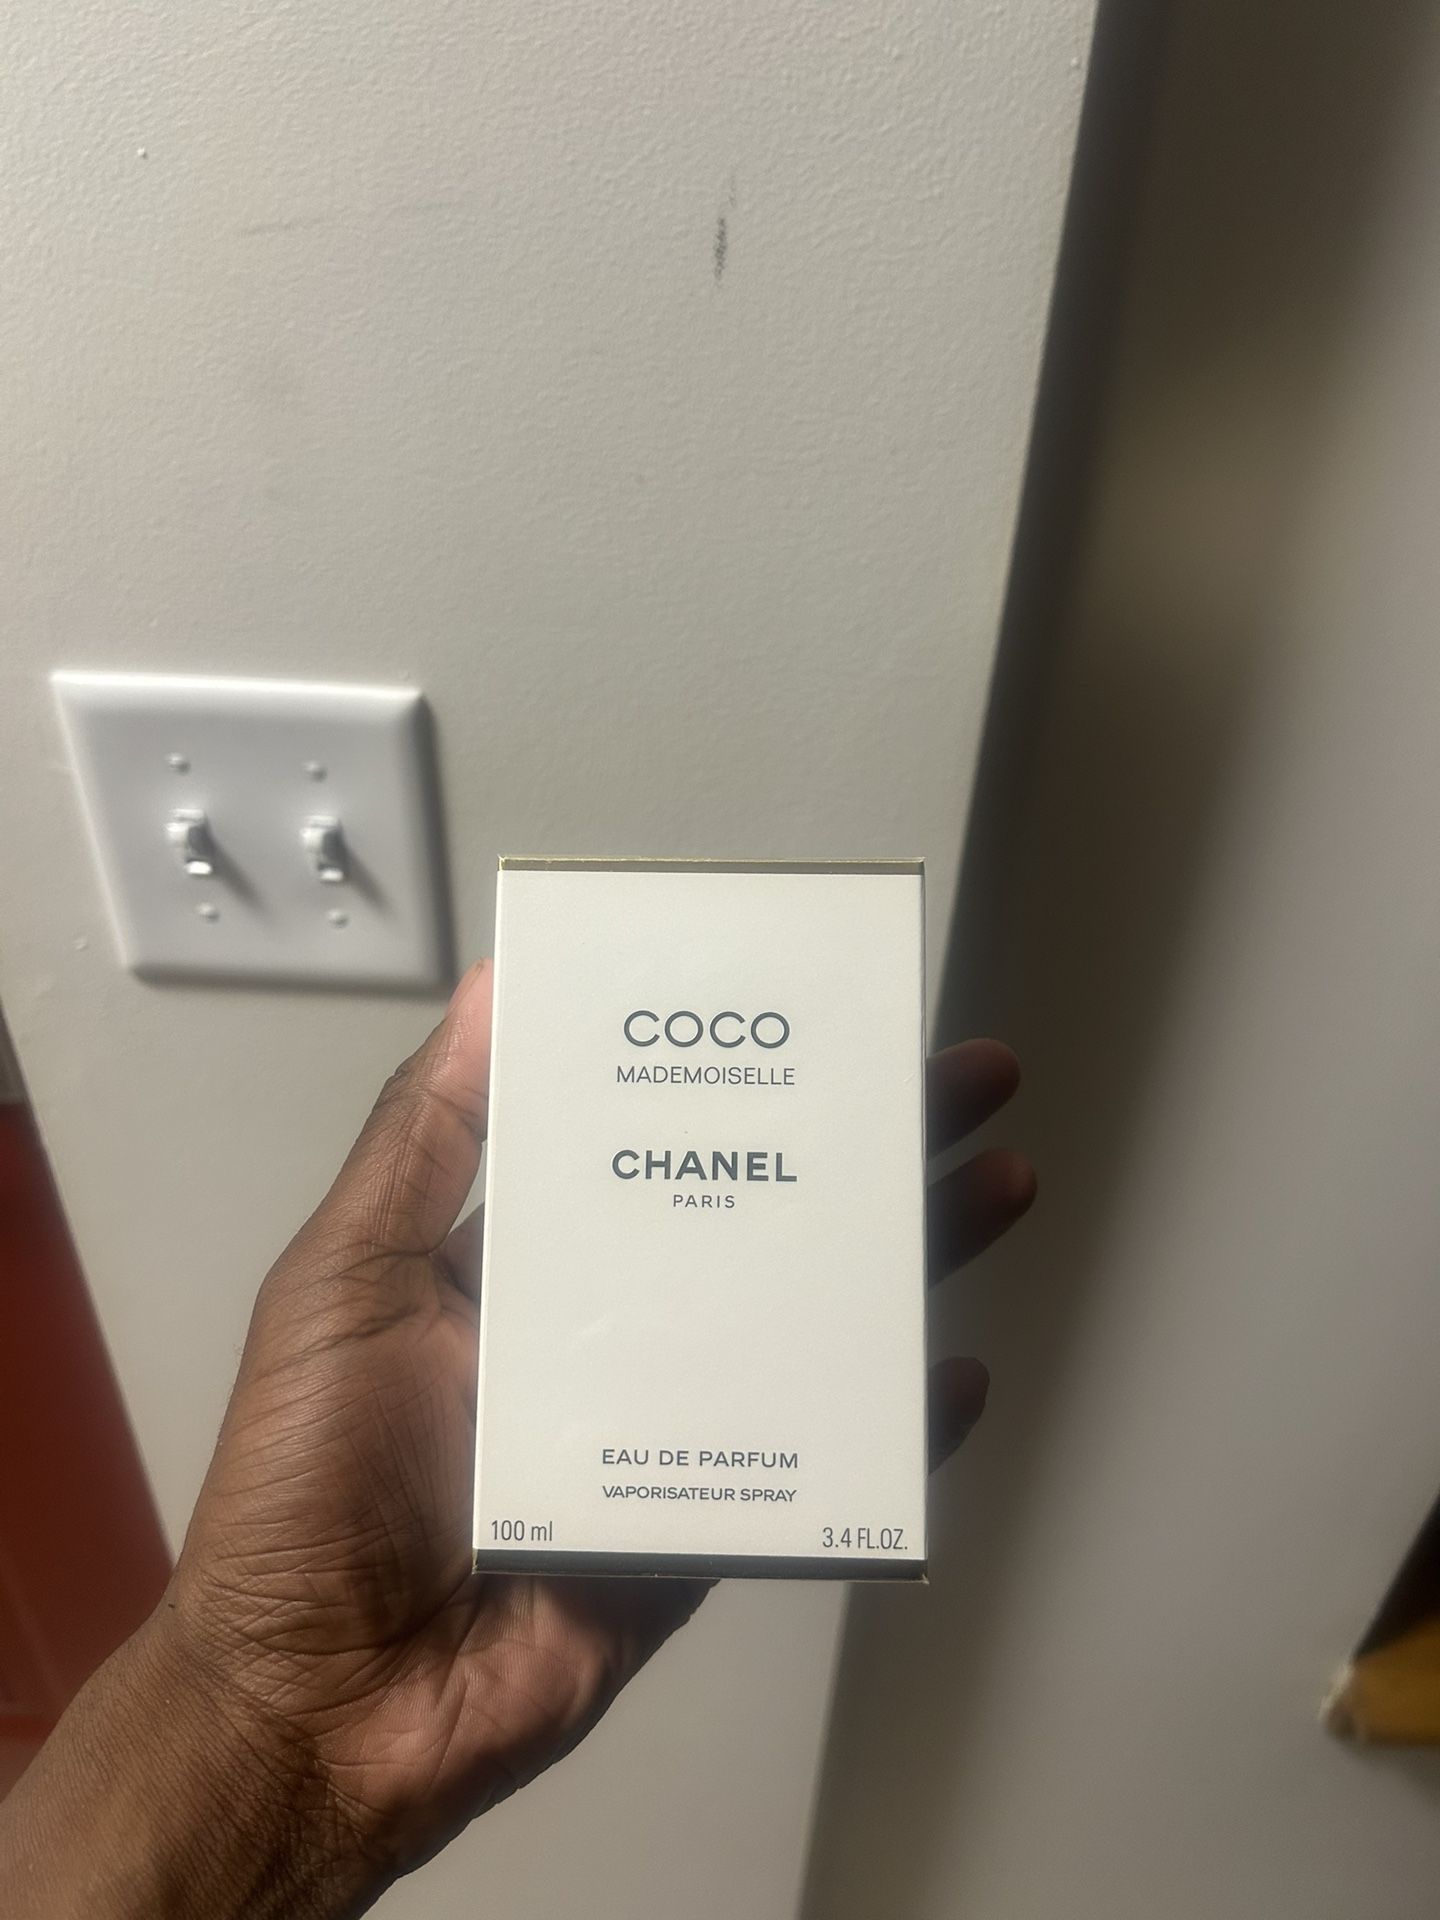 COCO
MADEMOISELLE
CHANEL
PARIS
EAU DE PARFUM
VAPORISATEUR SPRAY
100 ml 3.4 FL.OZ.